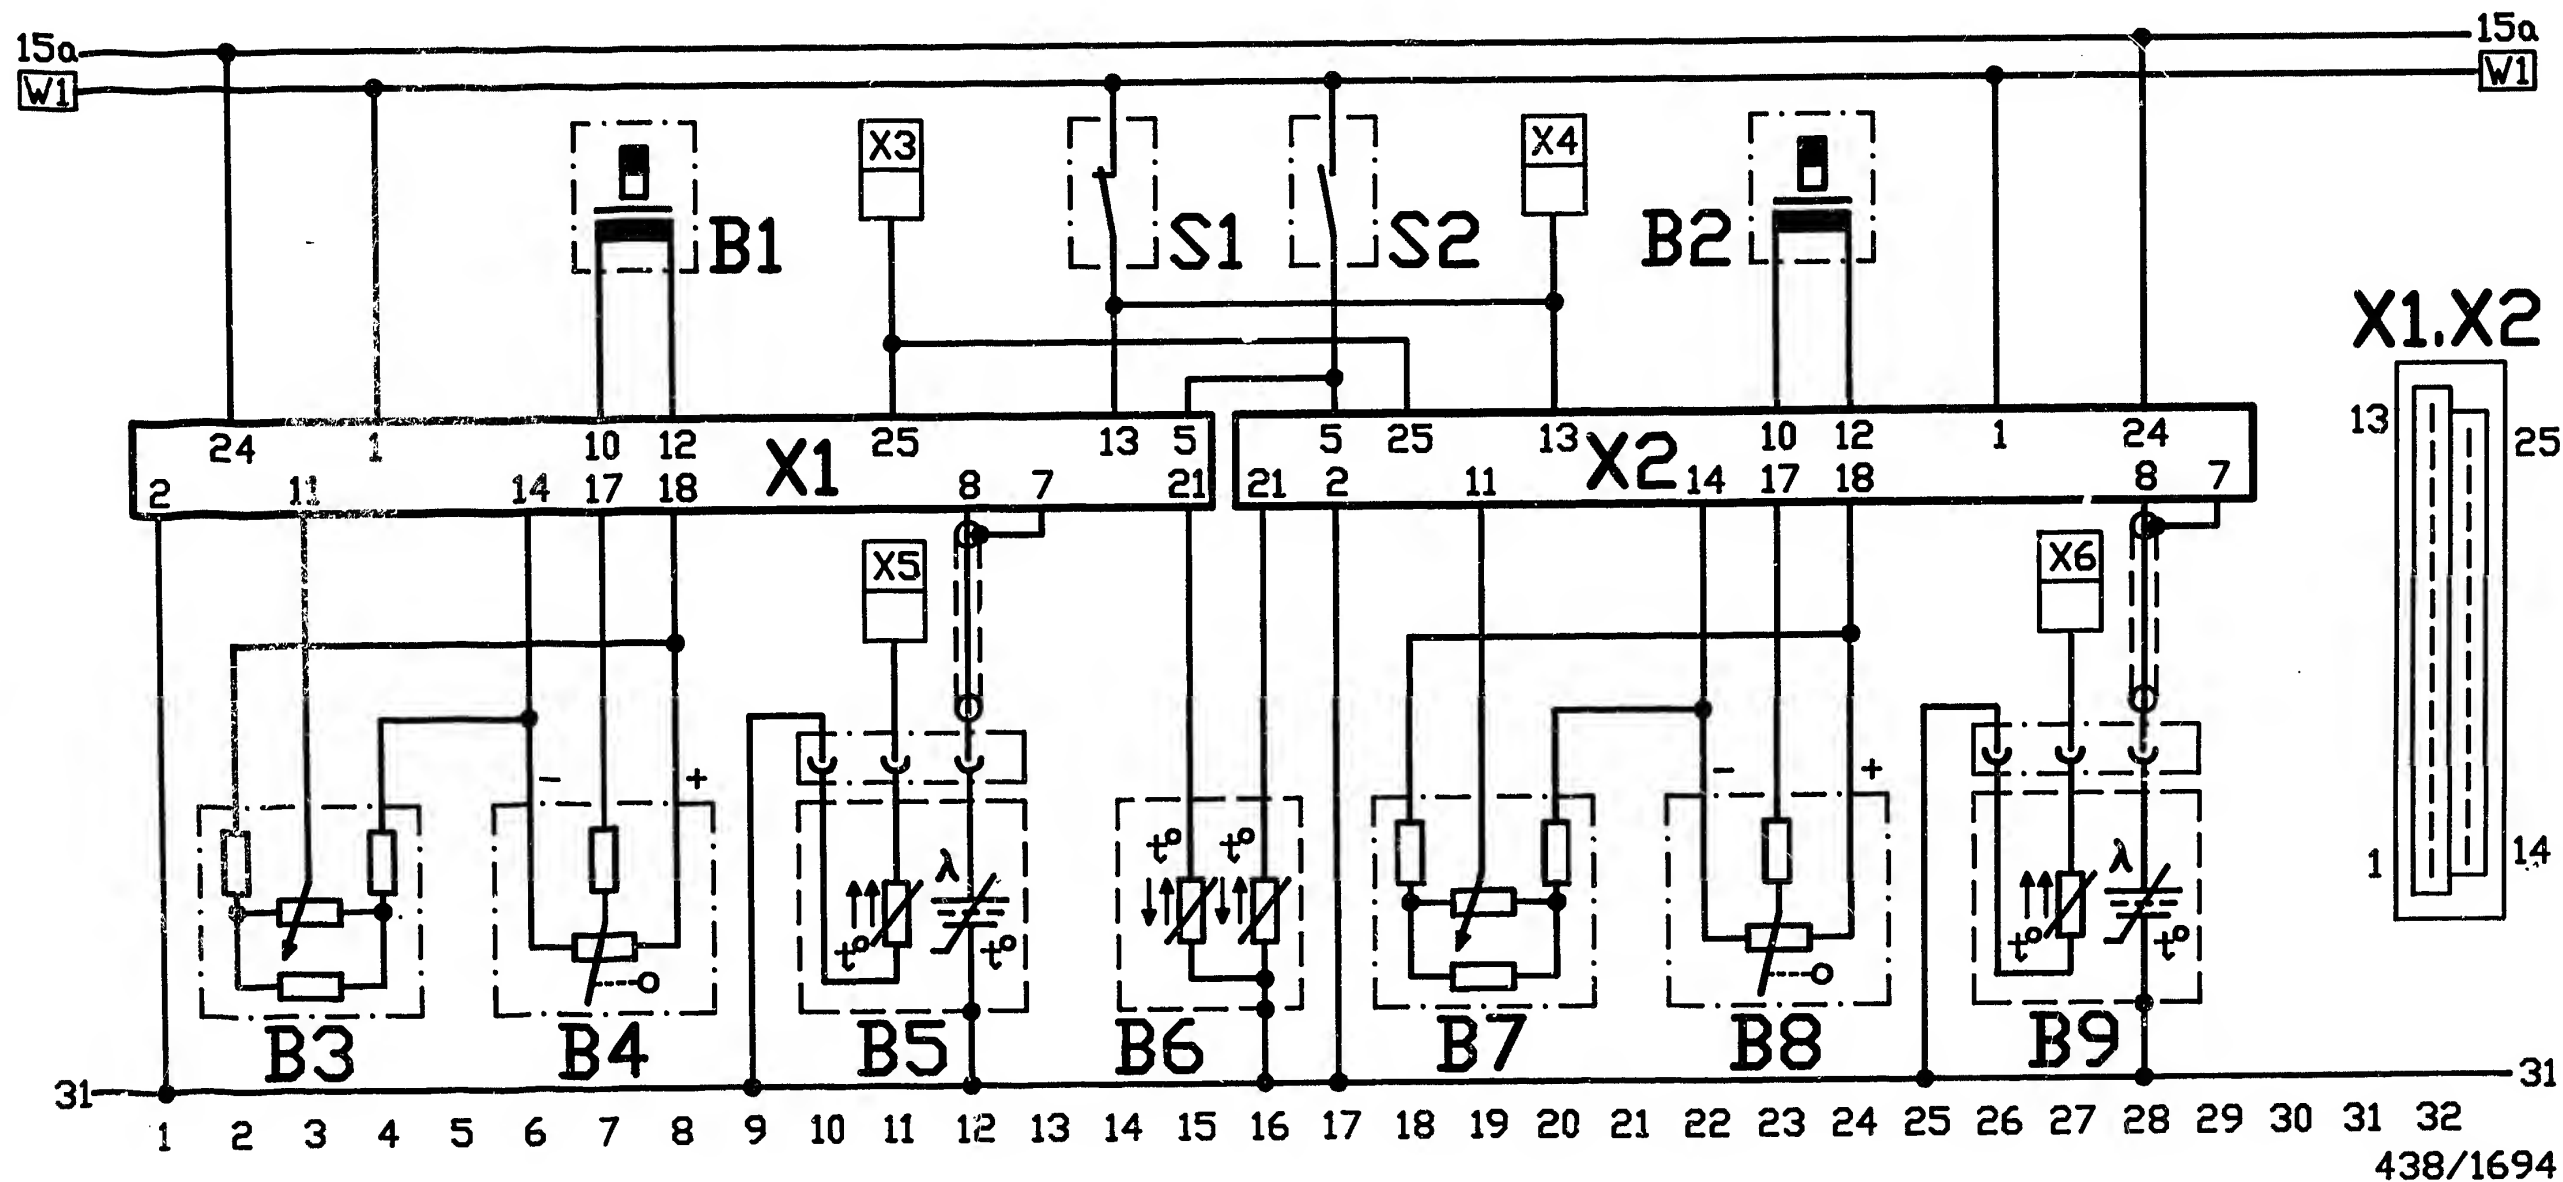 15a 15a
W1 W1
X3 X4
B1 S1 S2 B2
X1.X2
13 25
24 1 10 12 25 13 5 5 25 13 10 12 1 24
X1 X2
2 11 14 17 18 8 7 21 21 2 11 14 17 18 8 7
X5 X6
- + - +
1 14
λ t° t° λ
t° t° t° t°
B3 B4 B5 B6 B7 B8 B9
31 31
1 2 3 4 5 6 7 8 9 10 11 12 13 14 15 16 17 18 19 20 21 22 23 24 25 26 27 28 29 30 31 32
438/1694